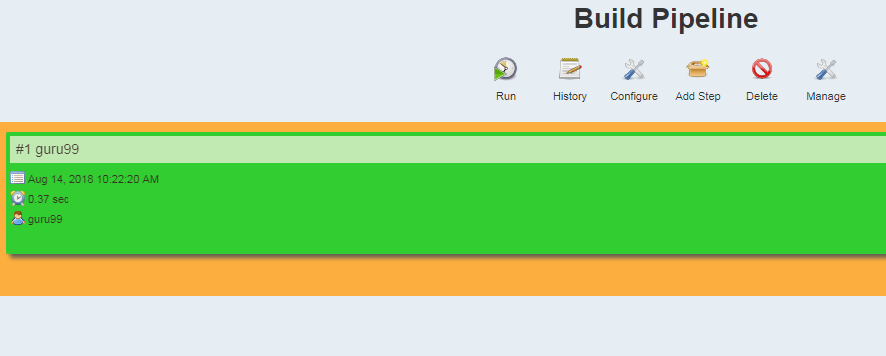 Build Pipeline
Run History Configure Add Step Delete Manage
#1 guru99
Aug 14, 2018 10:22:20 AM
0.37 sec
guru99